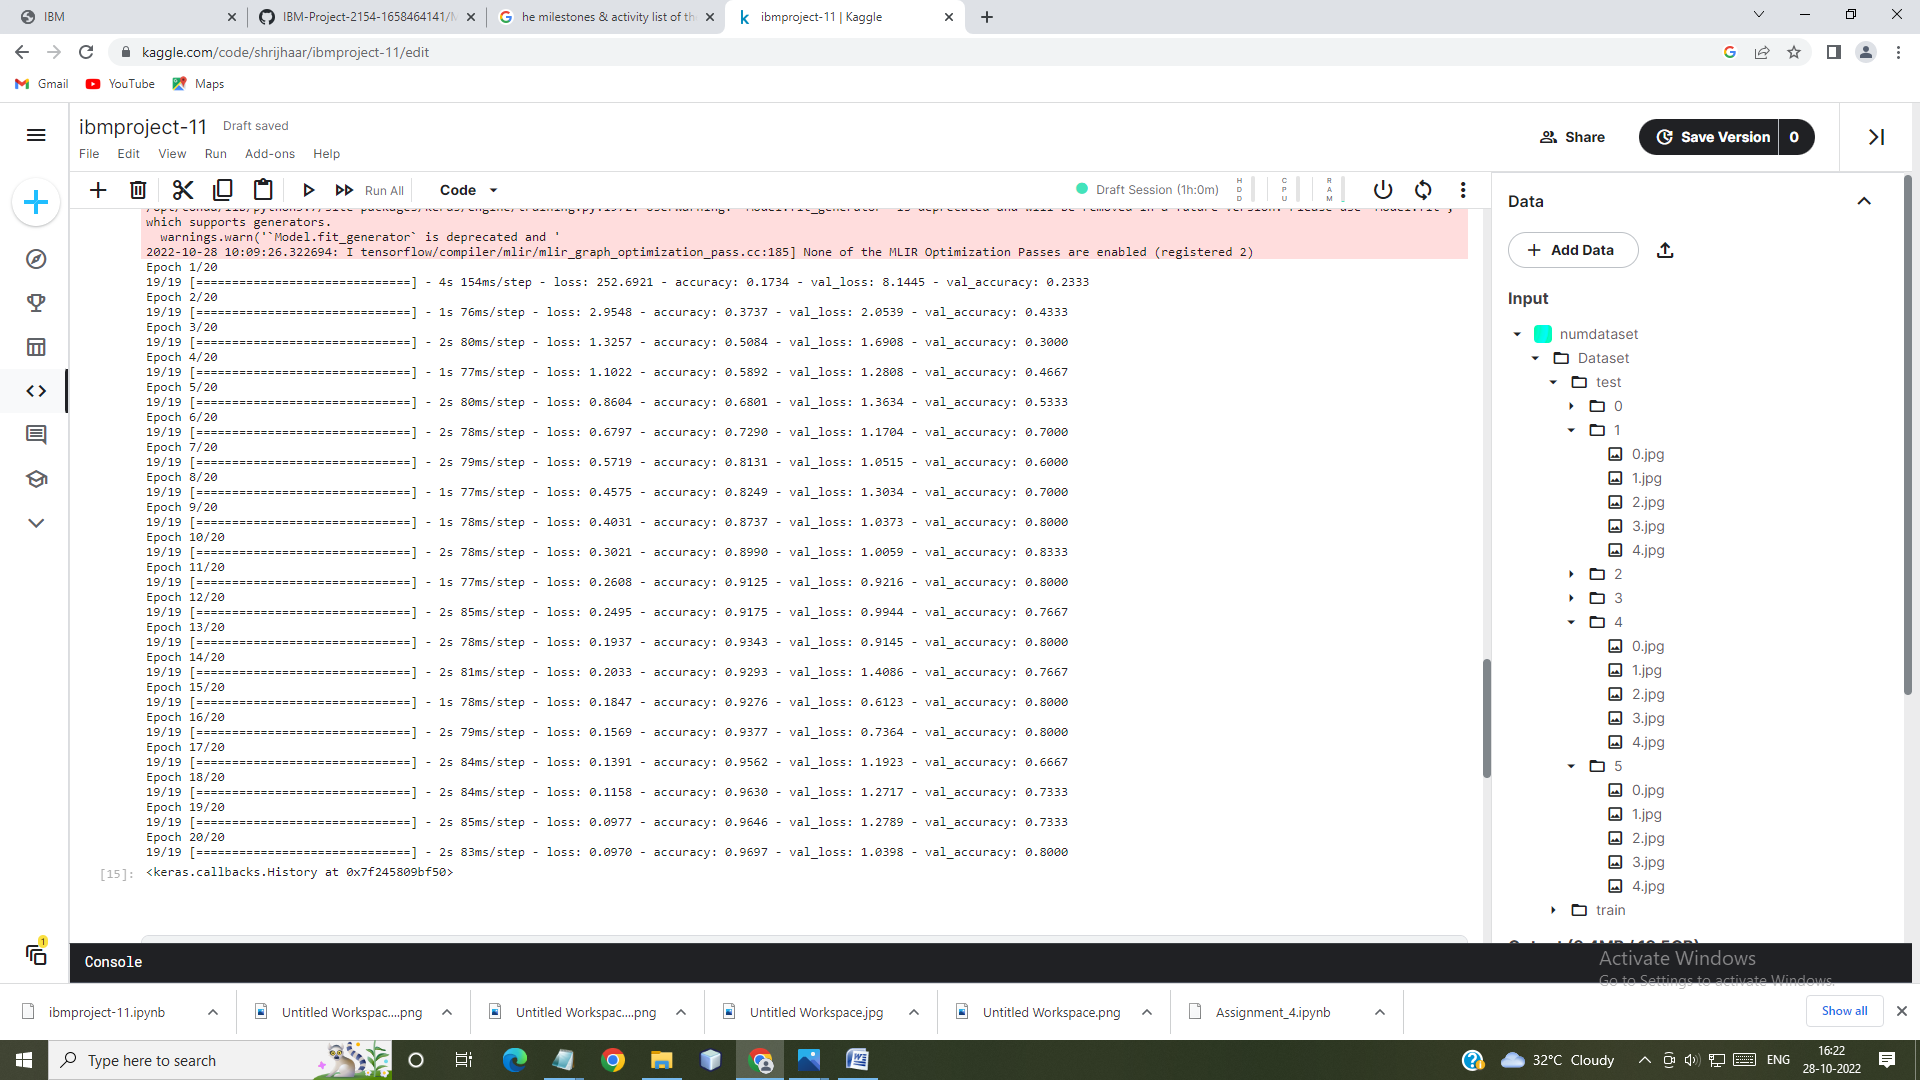 IBM
IBM-Project-2154-1658464141/M
he milestones & activity list of th
ibmproject-11 | Kaggle
kaggle.com/code/shrijhaar/ibmproject-11/edit
Gmail
YouTube
Maps
ibmproject-11
Draft saved
File Edit View Run Add-ons Help
Share
Save Version 0
Run All
Code
Draft Session (1h:0m)
HDD
CPU
RAM
which supports generators.
warnings.warn('`Model.fit_generator` is deprecated and '
2022-10-28 10:09:26.322694: I tensorflow/compiler/mlir/mlir_graph_optimization_pass.cc:185] None of the MLIR Optimization Passes are enabled (registered 2)
Epoch 1/20
19/19 [==============================] - 4s 154ms/step - loss: 252.6921 - accuracy: 0.1734 - val_loss: 8.1445 - val_accuracy: 0.2333
Epoch 2/20
19/19 [==============================] - 1s 76ms/step - loss: 2.9548 - accuracy: 0.3737 - val_loss: 2.0539 - val_accuracy: 0.4333
Epoch 3/20
19/19 [==============================] - 2s 80ms/step - loss: 1.3257 - accuracy: 0.5084 - val_loss: 1.6908 - val_accuracy: 0.3000
Epoch 4/20
19/19 [==============================] - 1s 77ms/step - loss: 1.1022 - accuracy: 0.5892 - val_loss: 1.2808 - val_accuracy: 0.4667
Epoch 5/20
19/19 [==============================] - 2s 80ms/step - loss: 0.8604 - accuracy: 0.6801 - val_loss: 1.3634 - val_accuracy: 0.5333
Epoch 6/20
19/19 [==============================] - 2s 78ms/step - loss: 0.6797 - accuracy: 0.7290 - val_loss: 1.1704 - val_accuracy: 0.7000
Epoch 7/20
19/19 [==============================] - 2s 79ms/step - loss: 0.5719 - accuracy: 0.8131 - val_loss: 1.0515 - val_accuracy: 0.6000
Epoch 8/20
19/19 [==============================] - 1s 77ms/step - loss: 0.4575 - accuracy: 0.8249 - val_loss: 1.3034 - val_accuracy: 0.7000
Epoch 9/20
19/19 [==============================] - 1s 78ms/step - loss: 0.4031 - accuracy: 0.8737 - val_loss: 1.0373 - val_accuracy: 0.8000
Epoch 10/20
19/19 [==============================] - 2s 78ms/step - loss: 0.3021 - accuracy: 0.8990 - val_loss: 1.0059 - val_accuracy: 0.8333
Epoch 11/20
19/19 [==============================] - 1s 77ms/step - loss: 0.2608 - accuracy: 0.9125 - val_loss: 0.9216 - val_accuracy: 0.8000
Epoch 12/20
19/19 [==============================] - 2s 85ms/step - loss: 0.2495 - accuracy: 0.9175 - val_loss: 0.9944 - val_accuracy: 0.7667
Epoch 13/20
19/19 [==============================] - 2s 78ms/step - loss: 0.1937 - accuracy: 0.9343 - val_loss: 0.9145 - val_accuracy: 0.8000
Epoch 14/20
19/19 [==============================] - 2s 81ms/step - loss: 0.2033 - accuracy: 0.9293 - val_loss: 1.4086 - val_accuracy: 0.7667
Epoch 15/20
19/19 [==============================] - 1s 78ms/step - loss: 0.1847 - accuracy: 0.9276 - val_loss: 0.6123 - val_accuracy: 0.8000
Epoch 16/20
19/19 [==============================] - 2s 79ms/step - loss: 0.1569 - accuracy: 0.9377 - val_loss: 0.7364 - val_accuracy: 0.8000
Epoch 17/20
19/19 [==============================] - 2s 84ms/step - loss: 0.1391 - accuracy: 0.9562 - val_loss: 1.1923 - val_accuracy: 0.6667
Epoch 18/20
19/19 [==============================] - 2s 84ms/step - loss: 0.1158 - accuracy: 0.9630 - val_loss: 1.2717 - val_accuracy: 0.7333
Epoch 19/20
19/19 [==============================] - 2s 85ms/step - loss: 0.0977 - accuracy: 0.9646 - val_loss: 1.2789 - val_accuracy: 0.7333
Epoch 20/20
19/19 [==============================] - 2s 83ms/step - loss: 0.0970 - accuracy: 0.9697 - val_loss: 1.0398 - val_accuracy: 0.8000
[15]: <keras.callbacks.History at 0x7f245809bf50>
Console
Data
Add Data
Input
numdataset
Dataset
test
0
1
0.jpg
1.jpg
2.jpg
3.jpg
4.jpg
2
3
4
0.jpg
1.jpg
2.jpg
3.jpg
4.jpg
5
0.jpg
1.jpg
2.jpg
3.jpg
4.jpg
train
Activate Windows
Go to Settings to activate Windows.
1
ibmproject-11.ipynb
Untitled Workspac....png
Untitled Workspac....png
Untitled Workspace.jpg
Untitled Workspace.png
Assignment_4.ipynb
Show all
Type here to search
32°C Cloudy
ENG
16:22
28-10-2022